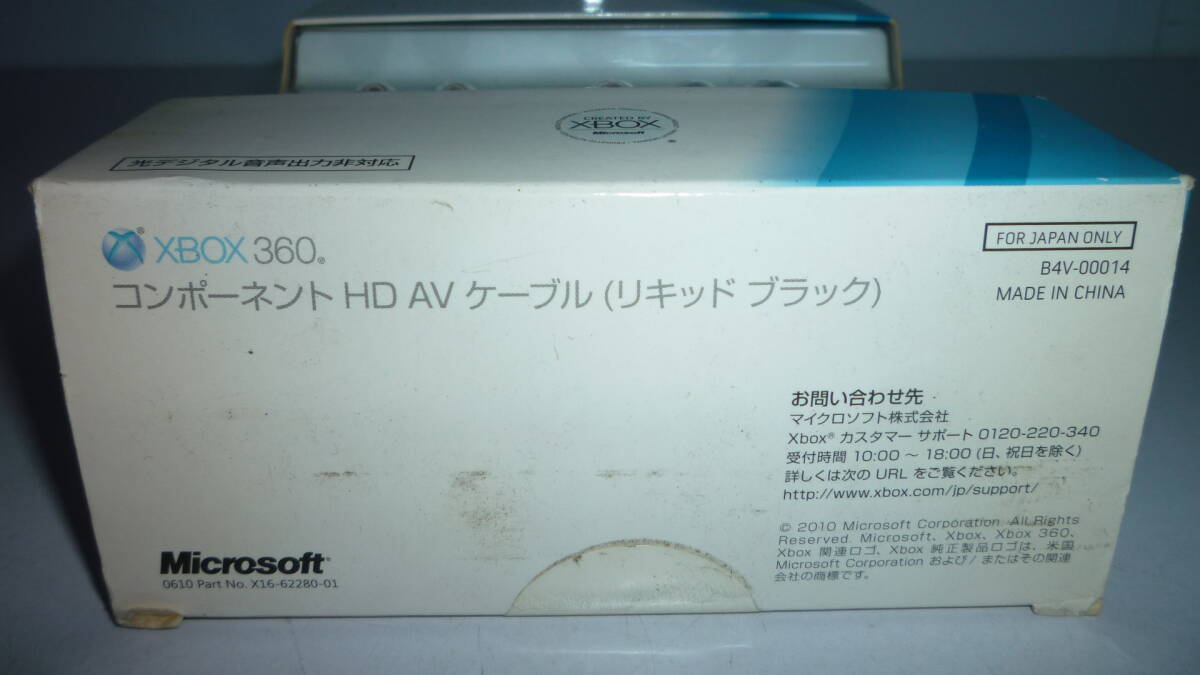 CREATED BY
XBOX
Microsoft
光デジタル音声出力非対応
XBOX 360®
コンポーネント HD AV ケーブル (リキッド ブラック)
FOR JAPAN ONLY
B4V-00014
MADE IN CHINA
お問い合わせ先
マイクロソフト株式会社
Xbox® カスタマー サポート 0120-220-340
受付時間 10:00 ～ 18:00 (日、祝日を除く)
詳しくは次の URL をご覧ください。
http://www.xbox.com/jp/support/
© 2010 Microsoft Corporation All Rights
Reserved. Microsoft、Xbox、Xbox 360、
Xbox 関連ロゴ、Xbox 純正製品ロゴは、米国
Microsoft Corporation および/ またはその関連
会社の商標です。
Microsoft®
0610 Part No. X16-62280-01